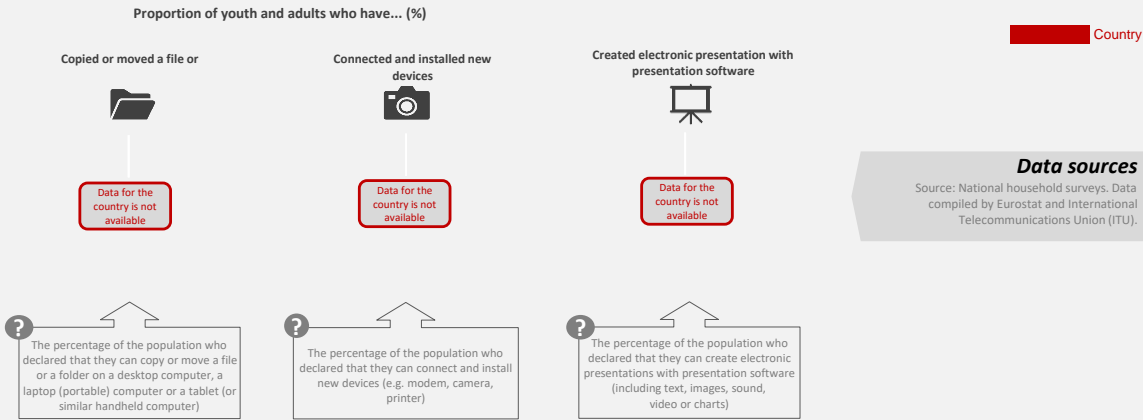 Proportion of youth and adults who have... (%)
Country
Copied or moved a file or
Connected and installed new
devices
Created electronic presentation with
presentation software
Data for the
country is not
available
Data for the
country is not
available
Data for the
country is not
available
Data sources
Source: National household surveys. Data
compiled by Eurostat and International
Telecommunications Union (ITU).
?
The percentage of the population who
declared that they can copy or move a file
or a folder on a desktop computer, a
laptop (portable) computer or a tablet (or
similar handheld computer)
?
The percentage of the population who
declared that they can connect and install
new devices (e.g. modem, camera,
printer)
?
The percentage of the population who
declared that they can create electronic
presentations with presentation software
(including text, images, sound,
video or charts)